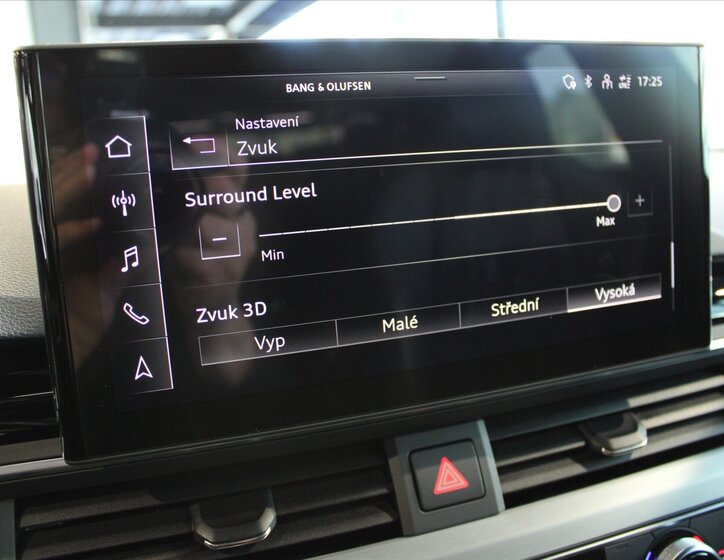 BANG & OLUFSEN
17:25
Nastavení
Zvuk
Surround Level
Min
Max
Zvuk 3D
Vyp Malé Střední Vysoká